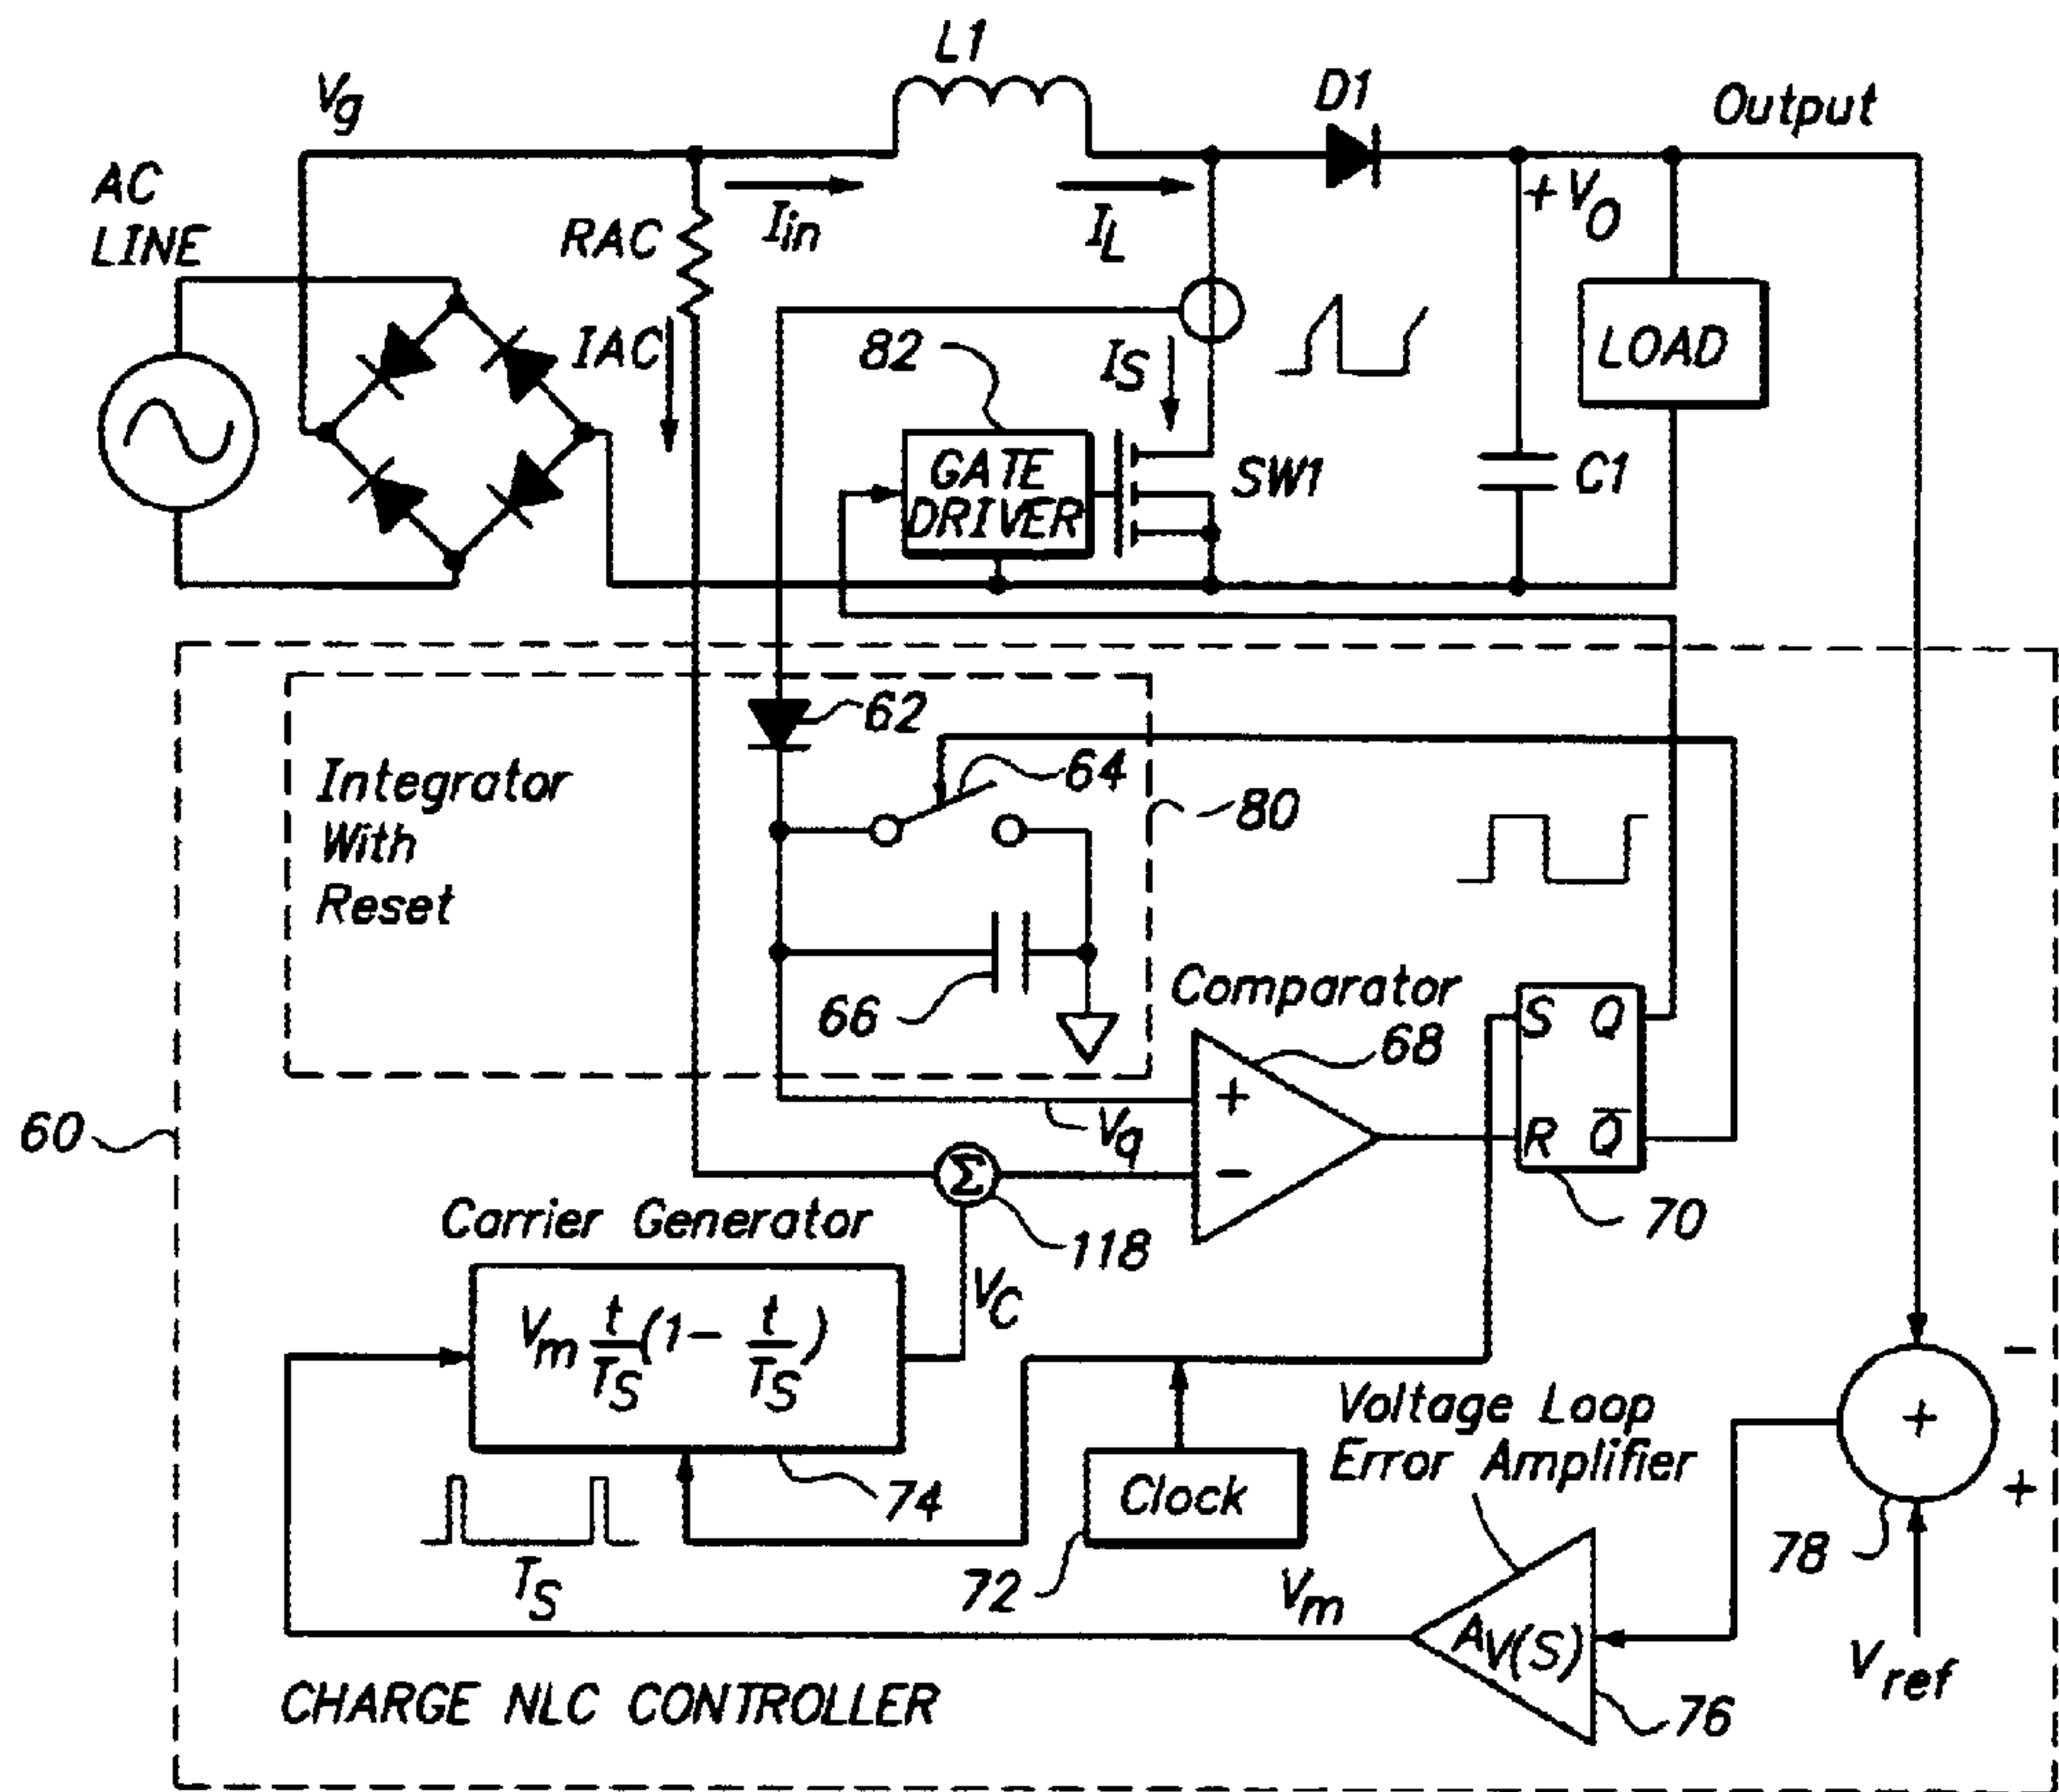 L1
Vg
D1
Output
AC
LINE
RAC
Iin
IL
+VO
IAC
82
IS
LOAD
GATE
DRIVER
SW1
C1
62
Integrator
With
Reset
64
80
66
Comparator
68
S Q
R Q̅
60
Vq
+
−
Σ
70
Carrier Generator
118
VC
Vm t/TS (1− t/TS)
74
Clock
Voltage Loop
Error Amplifier
−
+
+
TS
72
Vm
78
AV(S)
Vref
CHARGE NLC CONTROLLER
76